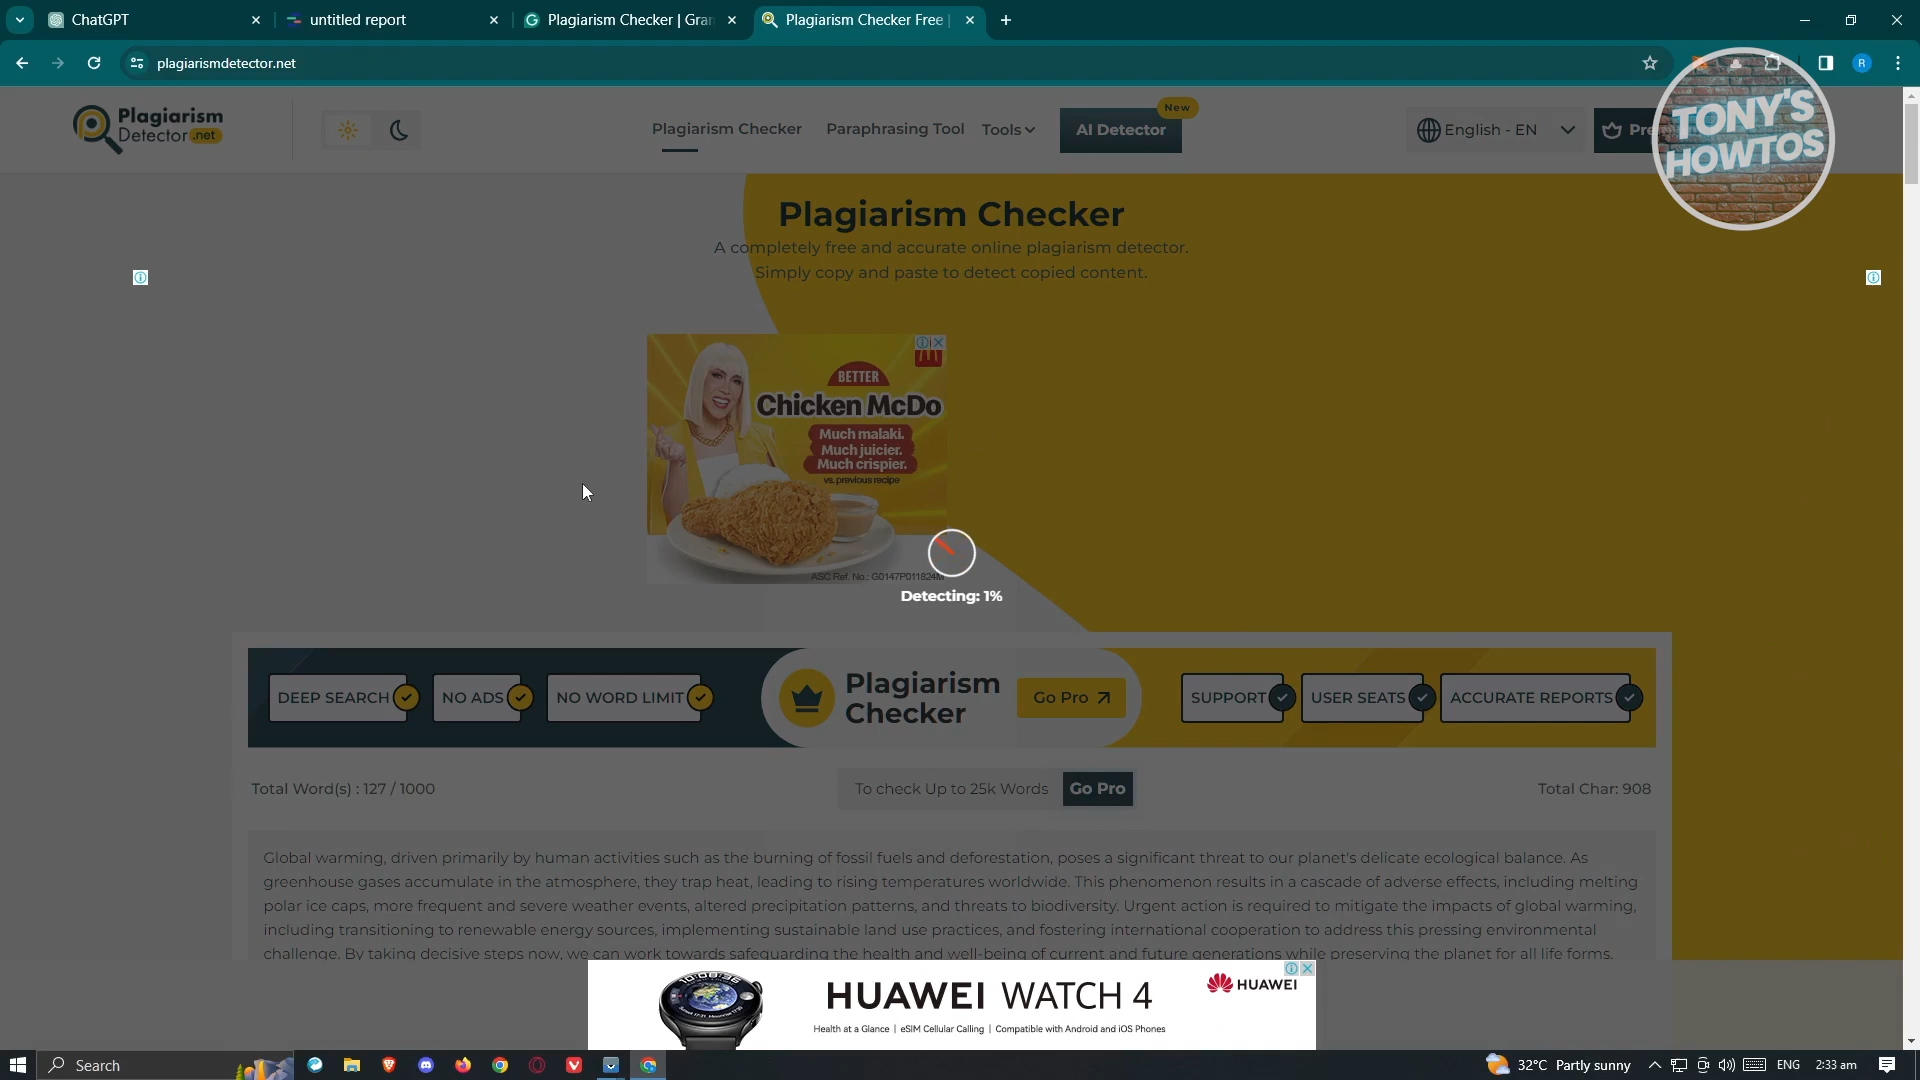 ChatGPT
untitled report
Plagiarism Checker | Gram
Plagiarism Checker Free |
plagiarismdetector.net
R
Plagiarism
Detector .net
Plagiarism Checker
Paraphrasing Tool
Tools
AI Detector
New
English - EN
TONY'S
HOWTOS
Plagiarism Checker
A completely free and accurate online plagiarism detector.
Simply copy and paste to detect copied content.
BETTER
Chicken McDo
Much malaki.
Much juicier.
Much crispier.
vs. previous recipe
ASC Ref. No.: G0147P011824M
Detecting: 1%
DEEP SEARCH
NO ADS
NO WORD LIMIT
Plagiarism
Checker
Go Pro
SUPPORT
USER SEATS
ACCURATE REPORTS
Total Word(s) : 127 / 1000
To check Up to 25k Words
Go Pro
Total Char: 908
Global warming, driven primarily by human activities such as the burning of fossil fuels and deforestation, poses a significant threat to our planet's delicate ecological balance. As
greenhouse gases accumulate in the atmosphere, they trap heat, leading to rising temperatures worldwide. This phenomenon results in a cascade of adverse effects, including melting
polar ice caps, more frequent and severe weather events, altered precipitation patterns, and threats to biodiversity. Urgent action is required to mitigate the impacts of global warming,
including transitioning to renewable energy sources, implementing sustainable land use practices, and fostering international cooperation to address this pressing environmental
challenge. By taking decisive steps now, we can work towards safeguarding the health and well-being of current and future generations while preserving the planet for all life forms.
HUAWEI WATCH 4
Health at a Glance | eSIM Cellular Calling | Compatible with Android and iOS Phones
HUAWEI
Search
32°C Partly sunny
ENG
2:33 am